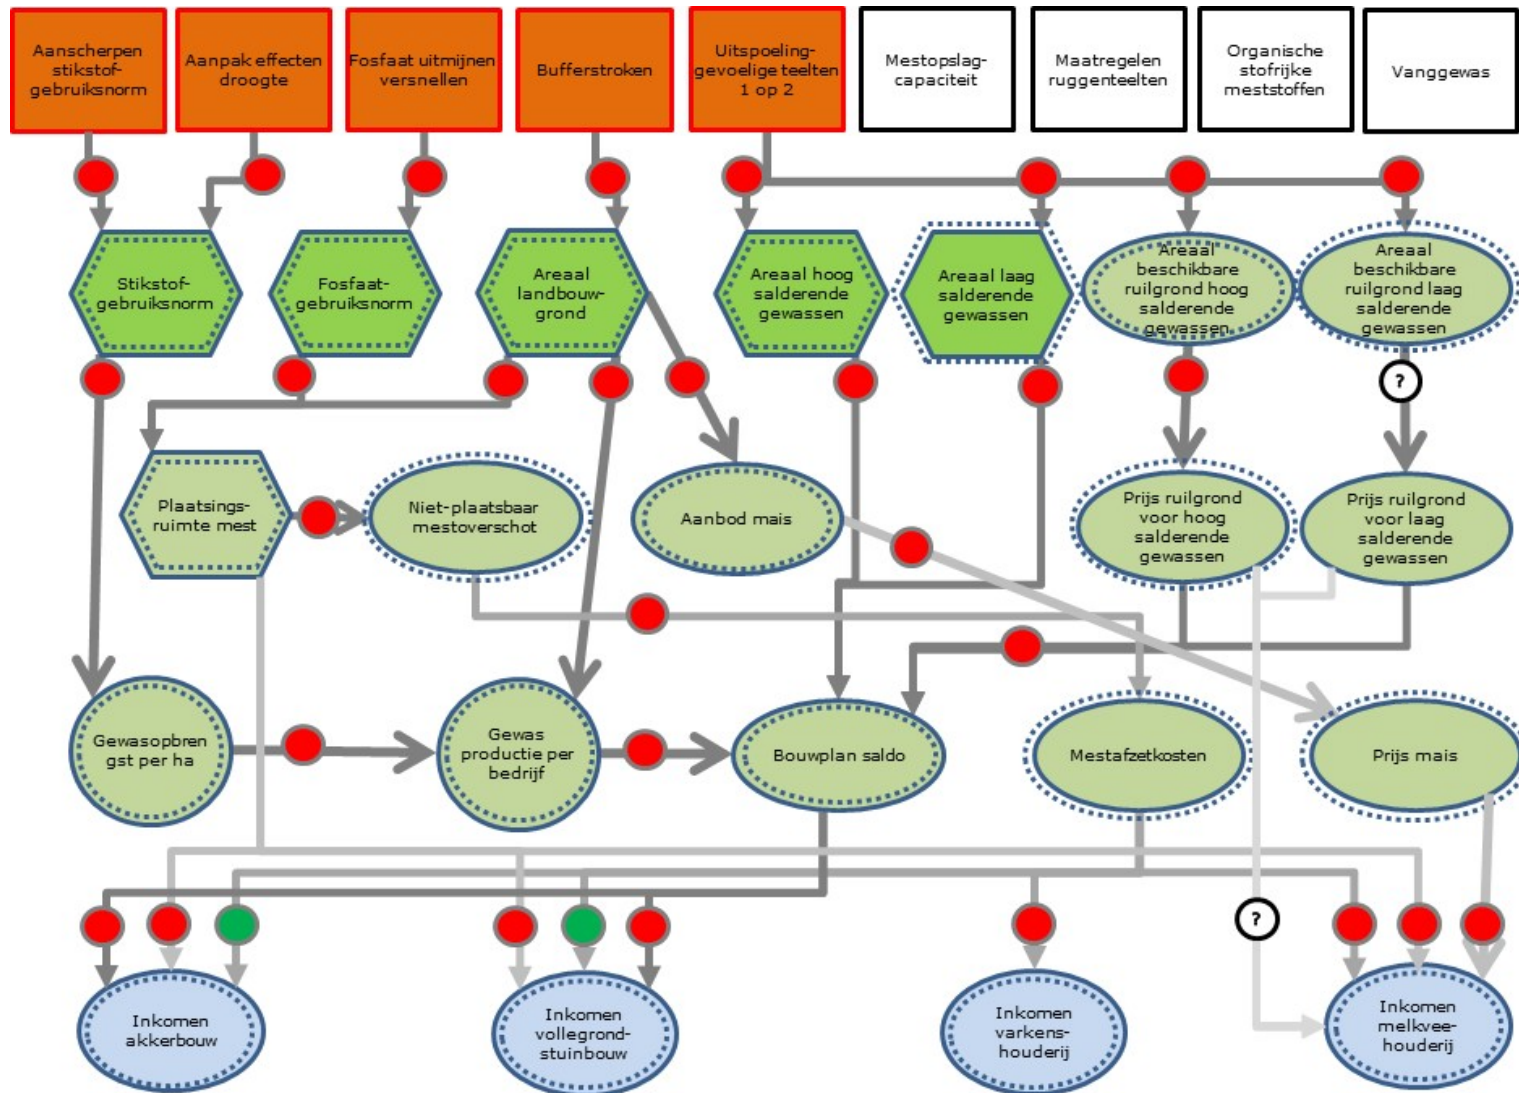 Aanscherpen
stikstof-
gebruiksnorm
Aanpak effecten
droogte
Fosfaat uitmijnen
versnellen
Bufferstroken
Uitspoeling-
gevoelige teelten
1 op 2
Mestopslag-
capaciteit
Maatregelen
ruggenteelten
Organische
stofrijke
meststoffen
Vanggewas
Stikstof-
gebruiksnorm
Fosfaat-
gebruiksnorm
Areaal
landbouw-
grond
Areaal hoog
salderende
gewassen
Areaal laag
salderende
gewassen
Areaal
beschikbare
ruilgrond hoog
salderende
gewassen
Areaal
beschikbare
ruilgrond laag
salderende
gewassen
?
Plaatsings-
ruimte mest
Niet-plaatsbaar
mestoverschot
Aanbod mais
Prijs ruilgrond
voor hoog
salderende
gewassen
Prijs ruilgrond
voor laag
salderende
gewassen
Gewasopbren
gst per ha
Gewas
productie per
bedrijf
Bouwplan saldo
Mestafzetkosten
Prijs mais
?
Inkomen
akkerbouw
Inkomen
vollegrond-
stuinbouw
Inkomen
varkens-
houderij
Inkomen
melkvee-
houderij